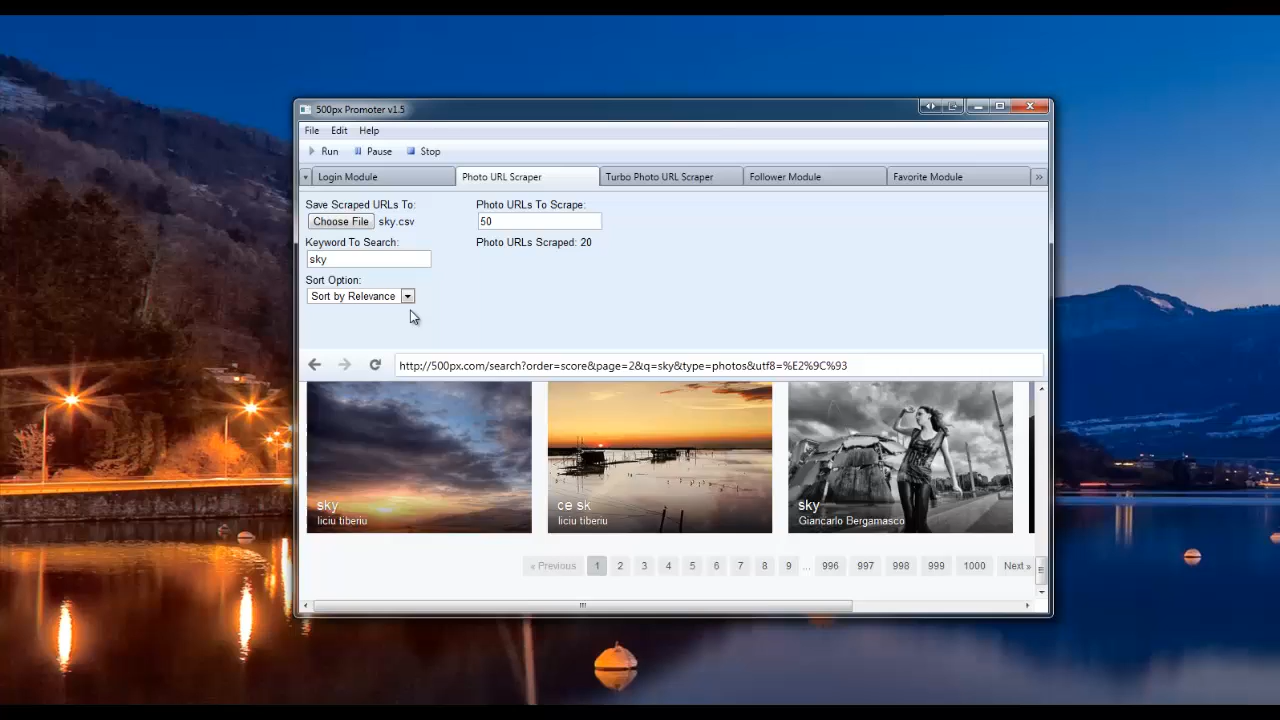 500px Promoter v1.5
File Edit Help
Run Pause Stop
Login Module Photo URL Scraper Turbo Photo URL Scraper Follower Module Favorite Module »
Save Scraped URLs To: Photo URLs To Scrape:
Choose File sky.csv 50
Keyword To Search: Photo URLs Scraped: 20
sky
Sort Option:
Sort by Relevance
http://500px.com/search?order=score&page=2&q=sky&type=photos&utf8=%E2%9C%93
sky ce sk sky
liciu tiberiu liciu tiberiu Giancarlo Bergamasco
« Previous 1 2 3 4 5 6 7 8 9 ... 996 997 998 999 1000 Next »